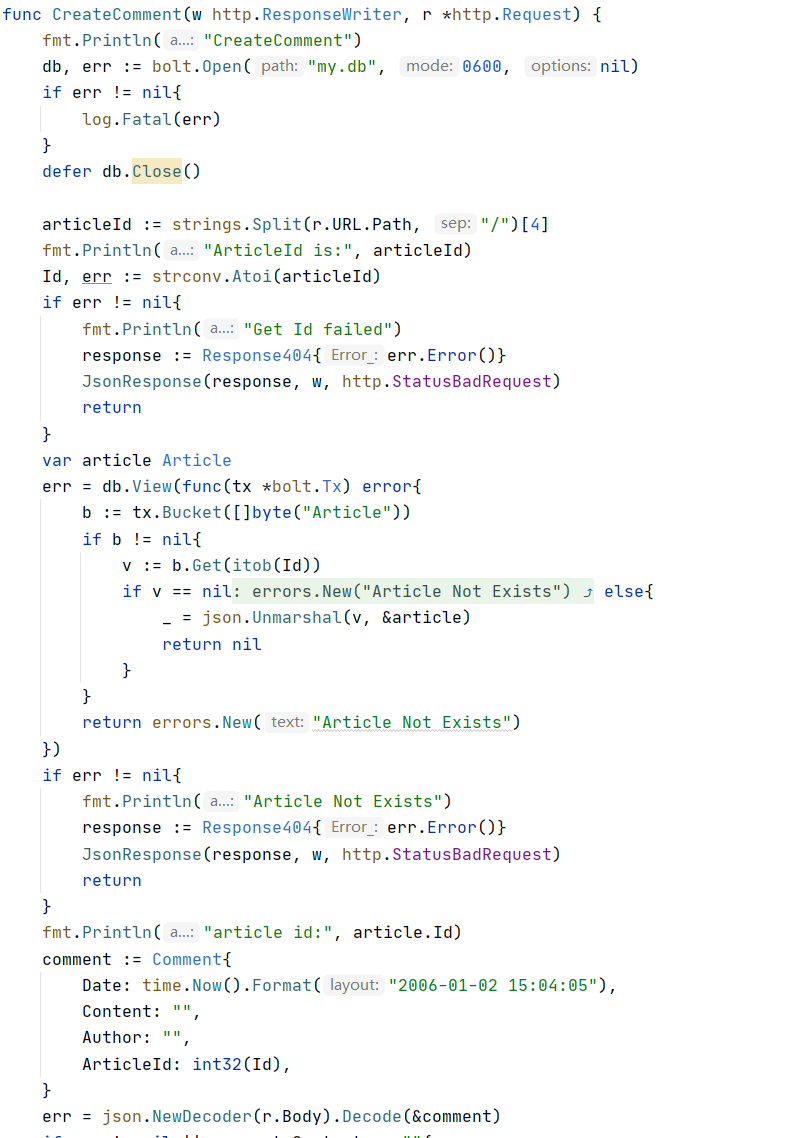 func CreateComment(w http.ResponseWriter, r *http.Request) {
    fmt.Println( a...: "CreateComment")
    db, err := bolt.Open( path: "my.db", mode: 0600, options: nil)
    if err != nil{
        log.Fatal(err)
    }
    defer db.Close()

    articleId := strings.Split(r.URL.Path, sep: "/")[4]
    fmt.Println( a...: "ArticleId is:", articleId)
    Id, err := strconv.Atoi(articleId)
    if err != nil{
        fmt.Println( a...: "Get Id failed")
        response := Response404{ Error_: err.Error()}
        JsonResponse(response, w, http.StatusBadRequest)
        return
    }
    var article Article
    err = db.View(func(tx *bolt.Tx) error{
        b := tx.Bucket([]byte("Article"))
        if b != nil{
            v := b.Get(itob(Id))
            if v == nil: errors.New("Article Not Exists") ⤴ else{
                _ = json.Unmarshal(v, &article)
                return nil
            }
        }
        return errors.New( text: "Article Not Exists")
    })
    if err != nil{
        fmt.Println( a...: "Article Not Exists")
        response := Response404{ Error_: err.Error()}
        JsonResponse(response, w, http.StatusBadRequest)
        return
    }
    fmt.Println( a...: "article id:", article.Id)
    comment := Comment{
        Date: time.Now().Format( layout: "2006-01-02 15:04:05"),
        Content: "",
        Author: "",
        ArticleId: int32(Id),
    }
    err = json.NewDecoder(r.Body).Decode(&comment)